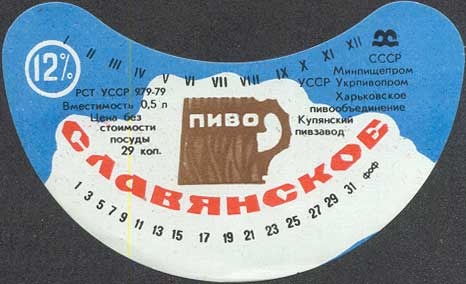 12%
I II III IV V VI VII VIII IX X XI XII
РСТ УССР 979-79
Вместимость 0,5 л
Цена без
стоимости
посуды
29 коп.
СССР
Минпищепром
УССР Укрпивопром
Харьковское
пивообъединение
Купянский
пивзавод
ПИВО
СЛАВЯНСКОЕ
1 3 5 7 9 11 13 15 17 19 21 23 25 27 29 31 фоф